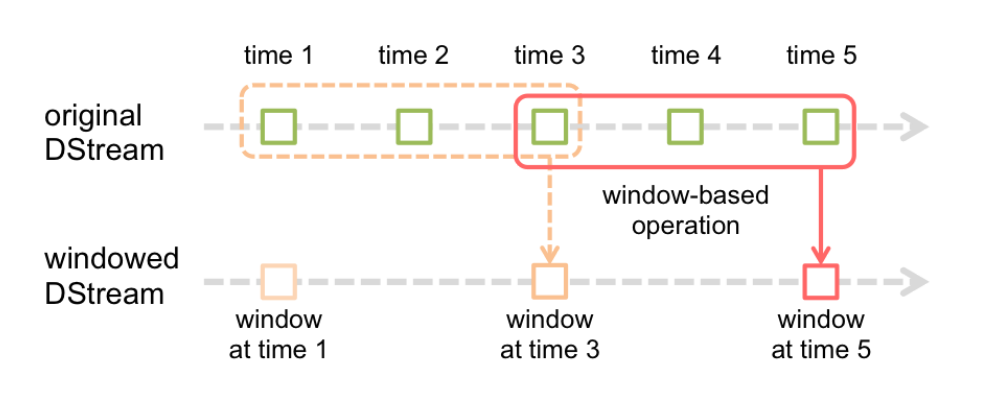 time 1 time 2 time 3 time 4 time 5
original
DStream
window-based
operation
windowed
DStream
window
at time 1
window
at time 3
window
at time 5